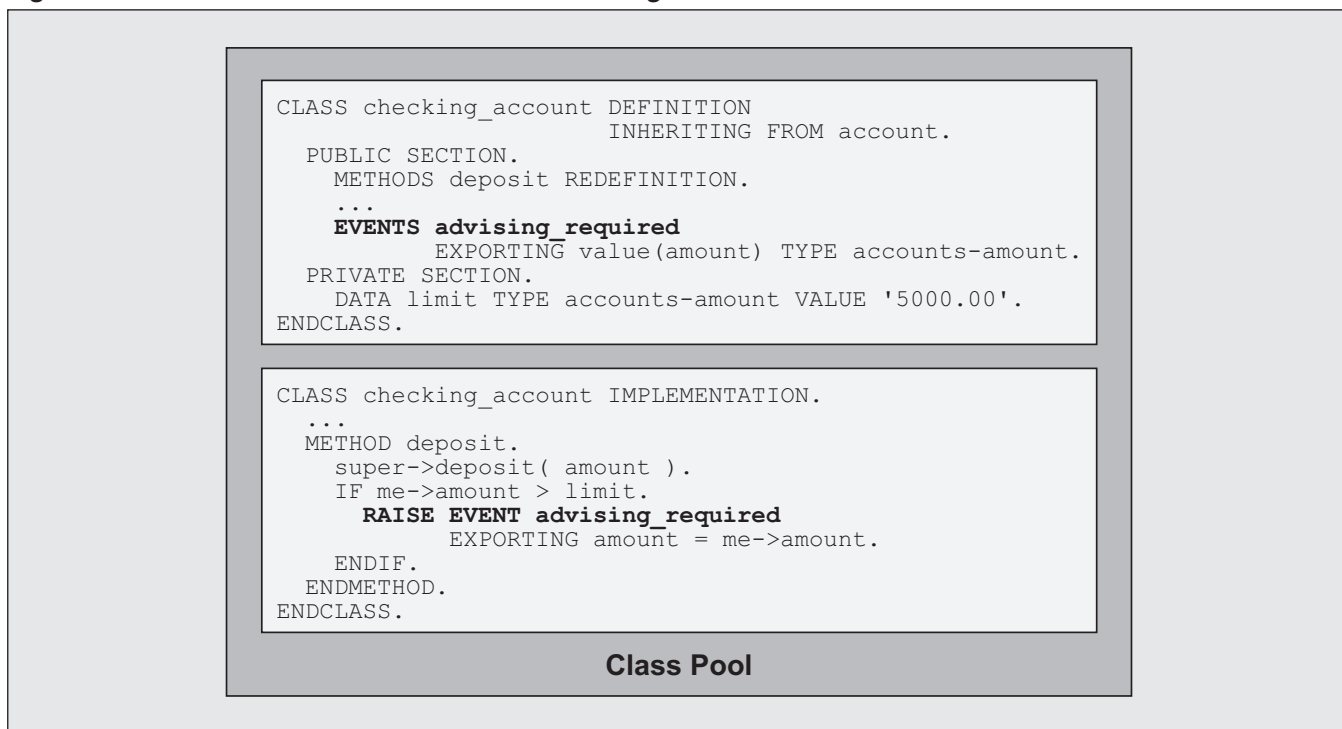 CLASS checking_account DEFINITION
INHERITING FROM account.
PUBLIC SECTION.
METHODS deposit REDEFINITION.
...
EVENTS advising_required
EXPORTING value(amount) TYPE accounts-amount.
PRIVATE SECTION.
DATA limit TYPE accounts-amount VALUE '5000.00'.
ENDCLASS.
CLASS checking_account IMPLEMENTATION.
...
METHOD deposit.
super->deposit( amount ).
IF me->amount > limit.
RAISE EVENT advising_required
EXPORTING amount = me->amount.
ENDIF.
ENDMETHOD.
ENDCLASS.
Class Pool